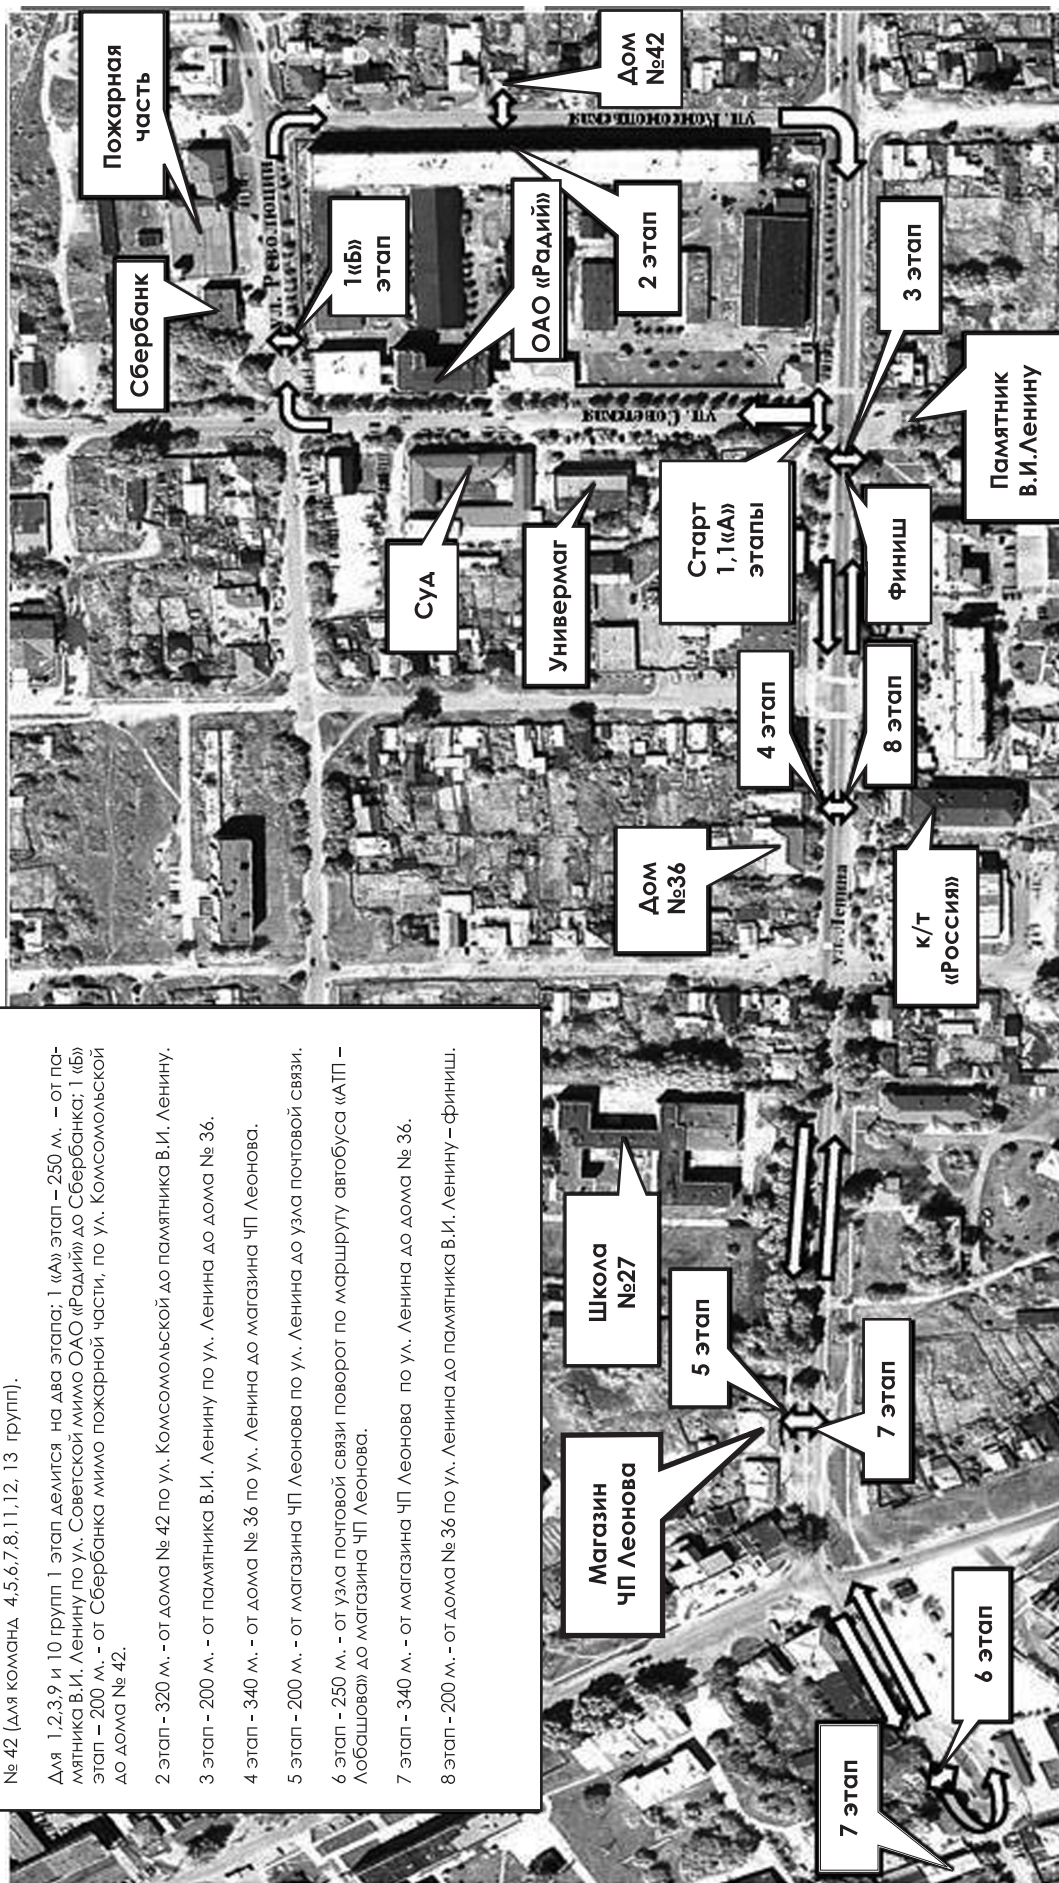 № 42 (для команд 4,5,6,7,8,11,12, 13 групп).
Для 1,2,3,9 и 10 групп 1 этап делится на два этапа; 1 «А» этап – 250 м. – от па-
мятника В.И. Ленину по ул. Советской мимо ОАО «Радий» до Сбербанка; 1 «Б»
этап – 200 м. - от Сбербанка мимо пожарной части, по ул. Комсомольской
до дома № 42.
2 этап - 320 м. - от дома № 42 по ул. Комсомольской до памятника В.И. Ленину.
3 этап - 200 м. - от памятника В.И. Ленину по ул. Ленина до дома № 36.
4 этап - 340 м. - от дома № 36 по ул. Ленина до магазина ЧП Леонова.
5 этап - 200 м. - от магазина ЧП Леонова по ул. Ленина до узла почтовой связи.
6 этап - 250 м. - от узла почтовой связи поворот по маршруту автобуса «АТП –
Лобашова» до магазина ЧП Леонова.
7 этап - 340 м. - от магазина ЧП Леонова по ул. Ленина до дома № 36.
8 этап - 200 м. - от дома № 36 по ул. Ленина до памятника В.И. Ленину – финиш.
Пожарная
часть
Сбербанк
ул. Революции
1«Б»
этап
Дом
№42
ул. Комсомольская
ОАО «Радий»
2 этап
ул. Советская
Суд
Универмаг
Старт
1,1«А»
этапы
3 этап
Памятник
В.И.Ленину
Финиш
4 этап
8 этап
Дом
№36
ул. Ленина
к/т
«Россия»
Школа
№27
5 этап
7 этап
Магазин
ЧП Леонова
6 этап
7 этап